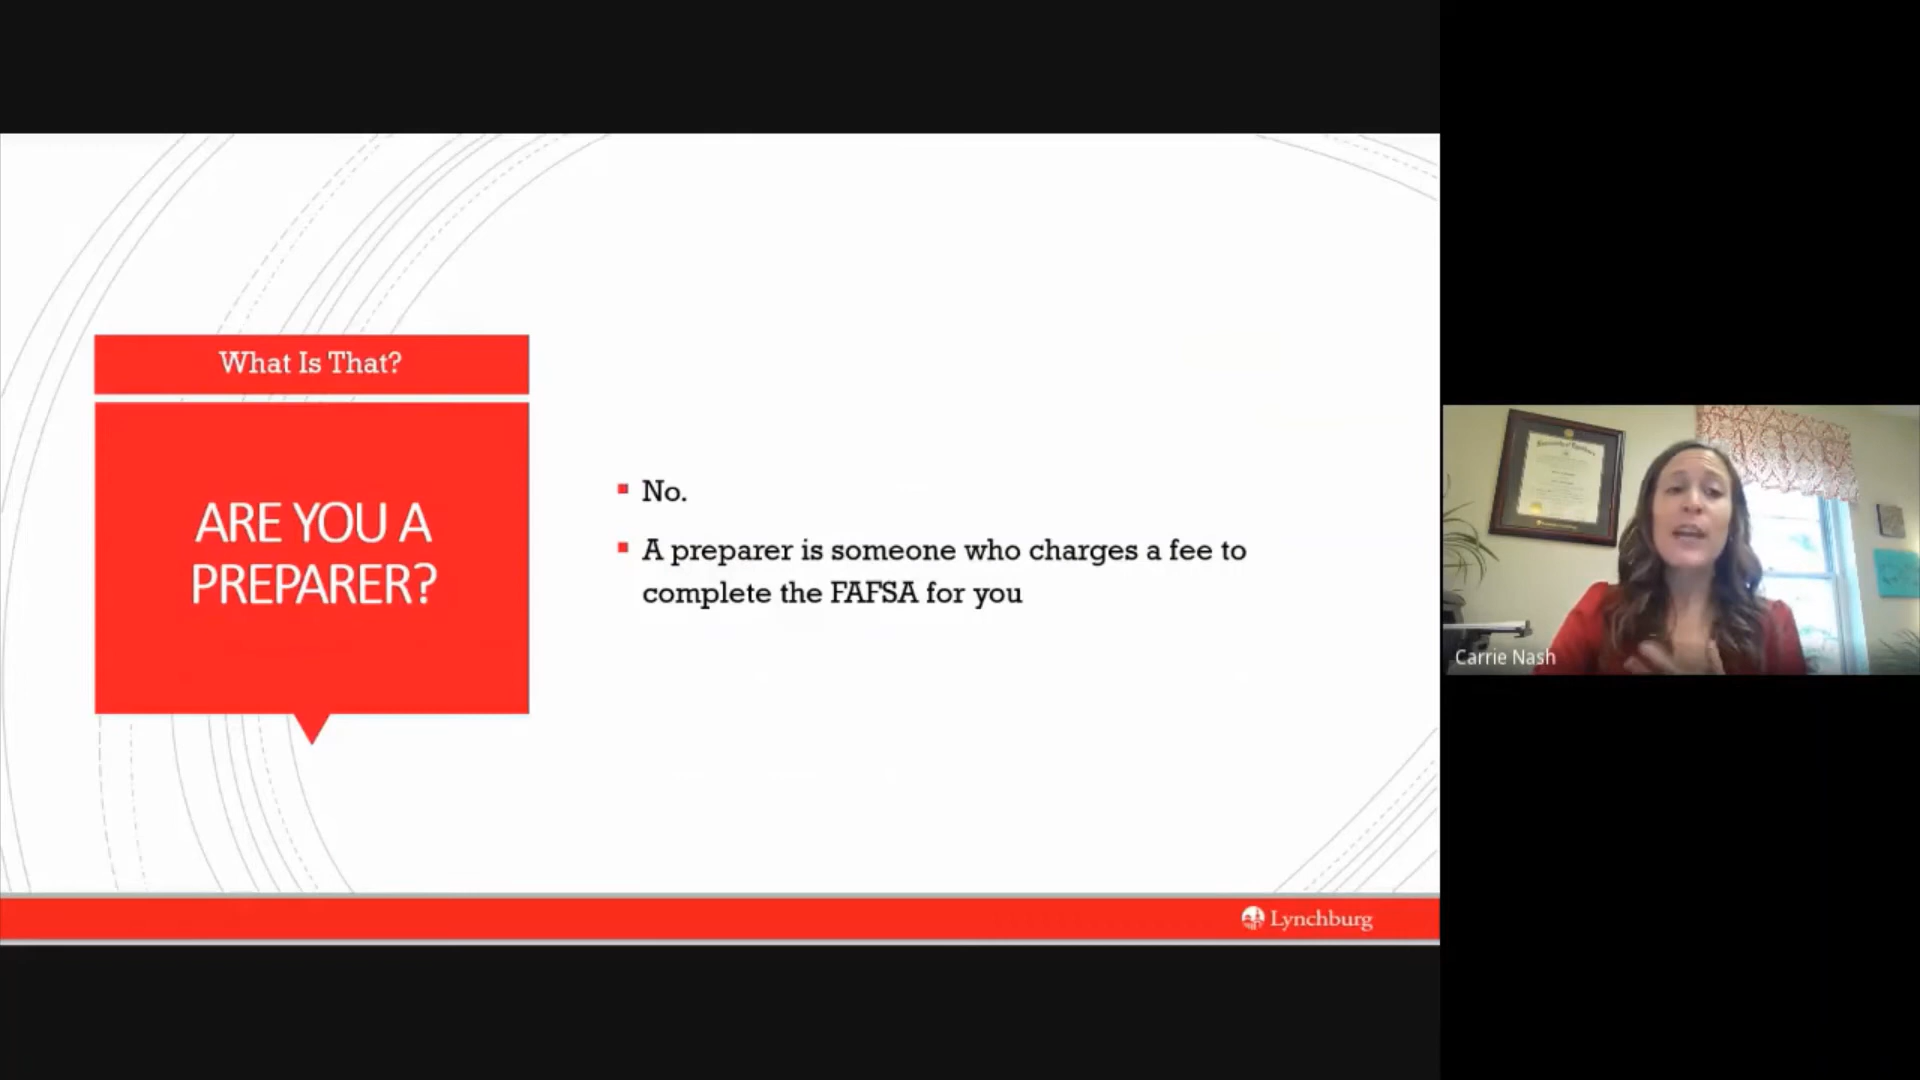 What Is That?
ARE YOU A
PREPARER?
No.
A preparer is someone who charges a fee to
complete the FAFSA for you
Lynchburg
Carrie Nash